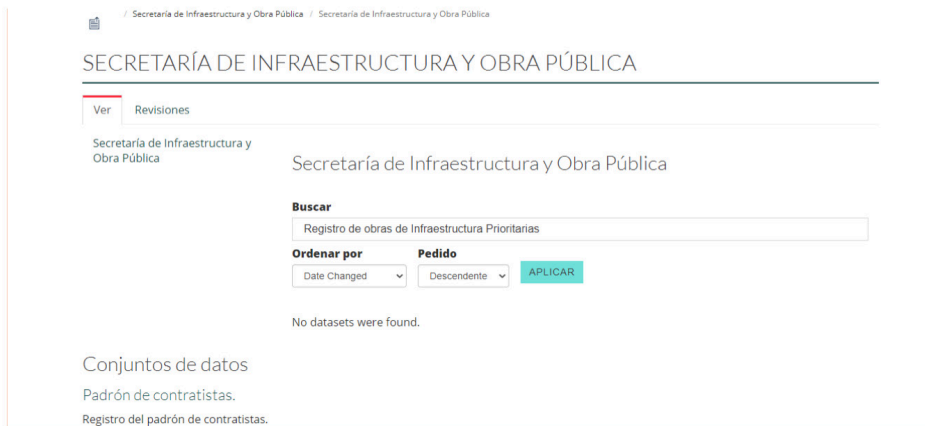 / Secretaría de Infraestructura y Obra Pública / Secretaría de Infraestructura y Obra Pública
SECRETARÍA DE INFRAESTRUCTURA Y OBRA PÚBLICA
Ver Revisiones
Secretaría de Infraestructura y
Obra Pública
Secretaría de Infraestructura y Obra Pública
Buscar
Registro de obras de Infraestructura Prioritarias
Ordenar por Pedido
Date Changed Descendente APLICAR
No datasets were found.
Conjuntos de datos
Padrón de contratistas.
Registro del padrón de contratistas.